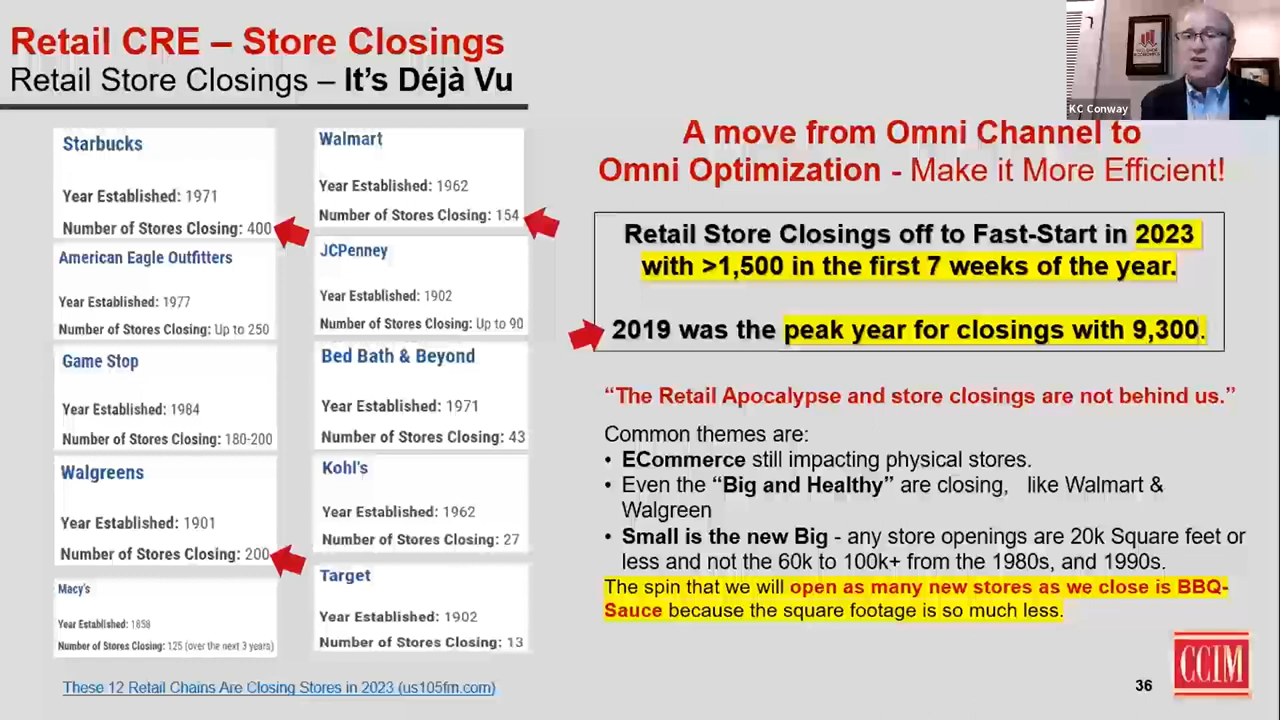 Retail CRE – Store Closings
Retail Store Closings – It's Déjà Vu
KC Conway
Starbucks
Year Established: 1971
Number of Stores Closing: 400
American Eagle Outfitters
Year Established: 1977
Number of Stores Closing: Up to 250
Game Stop
Year Established: 1984
Number of Stores Closing: 180-200
Walgreens
Year Established: 1901
Number of Stores Closing: 200
Macy's
Year Established: 1858
Number of Stores Closing: 125 (over the next 3 years)
Walmart
Year Established: 1962
Number of Stores Closing: 154
JCPenney
Year Established: 1902
Number of Stores Closing: Up to 90
Bed Bath & Beyond
Year Established: 1971
Number of Stores Closing: 43
Kohl's
Year Established: 1962
Number of Stores Closing: 27
Target
Year Established: 1902
Number of Stores Closing: 13
These 12 Retail Chains Are Closing Stores in 2023 (us105fm.com)
A move from Omni Channel to
Omni Optimization - Make it More Efficient!
Retail Store Closings off to Fast-Start in 2023
with >1,500 in the first 7 weeks of the year.
2019 was the peak year for closings with 9,300.
“The Retail Apocalypse and store closings are not behind us.”
Common themes are:
• ECommerce still impacting physical stores.
• Even the “Big and Healthy” are closing, like Walmart &
Walgreen
• Small is the new Big - any store openings are 20k Square feet or
less and not the 60k to 100k+ from the 1980s, and 1990s.
The spin that we will open as many new stores as we close is BBQ-
Sauce because the square footage is so much less.
36
CCIM